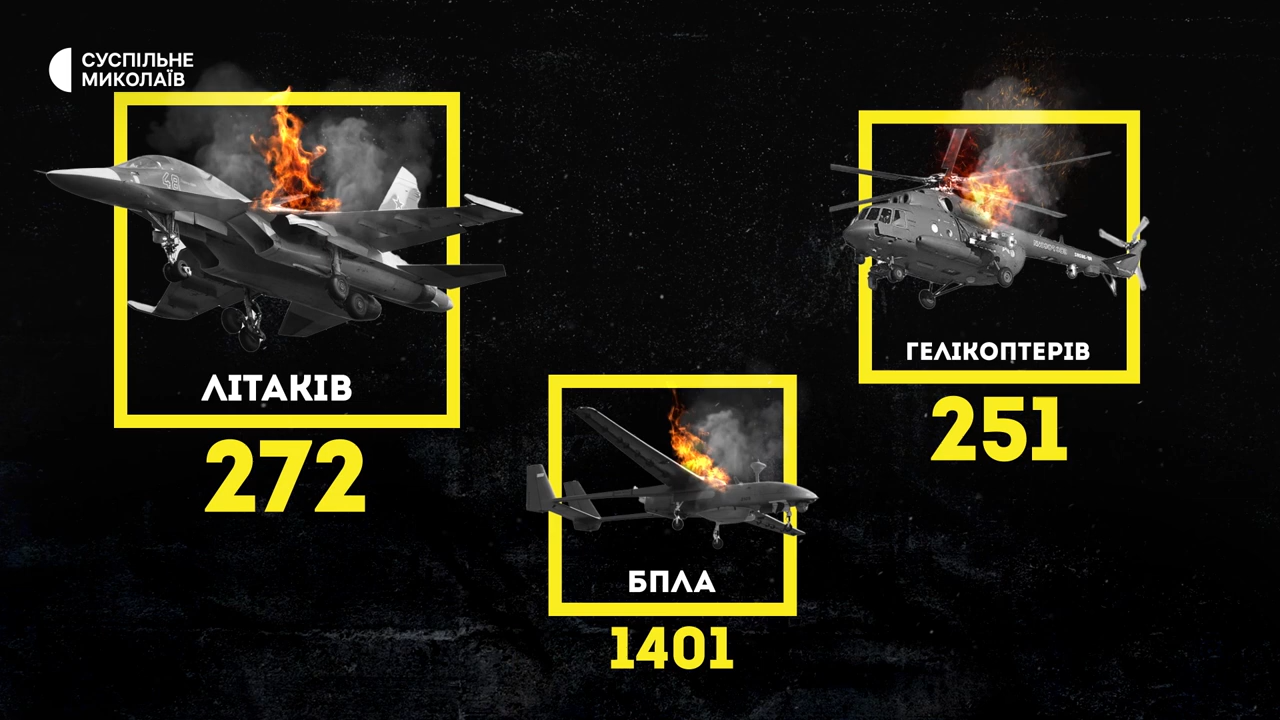 СУСПІЛЬНЕ
МИКОЛАЇВ
ЛІТАКІВ
272
ГЕЛІКОПТЕРІВ
251
БПЛА
1401